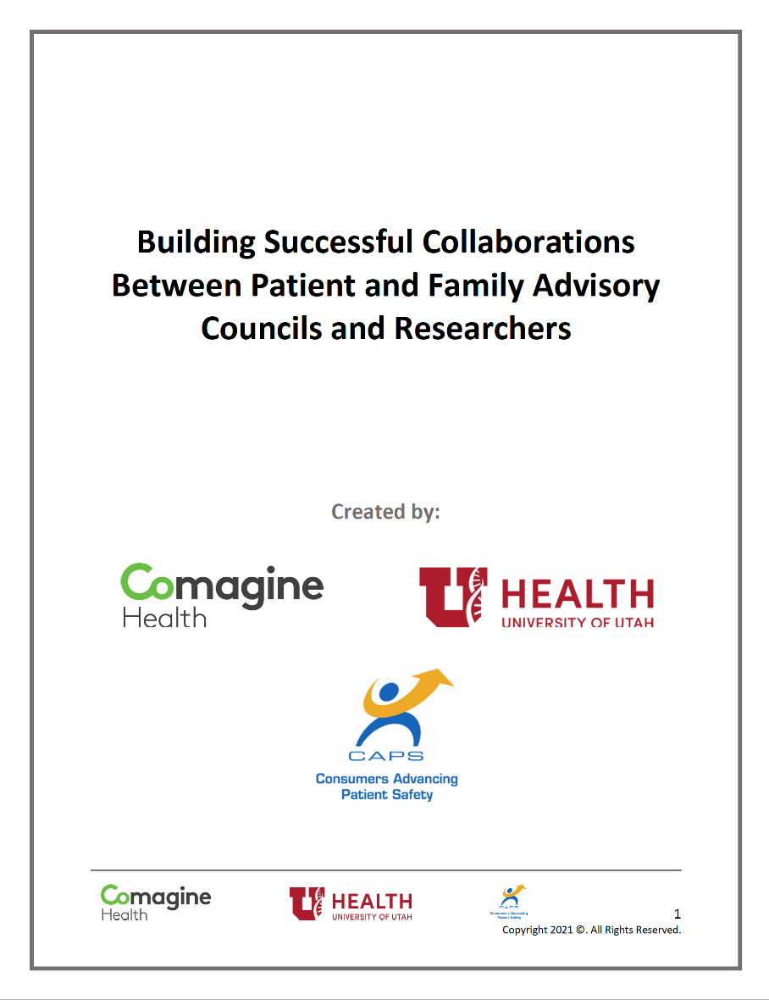 Building Successful Collaborations
Between Patient and Family Advisory
Councils and Researchers
Created by:
Comagine
Health
U HEALTH
UNIVERSITY OF UTAH
CAPS
Consumers Advancing
Patient Safety
Comagine
Health
U HEALTH
UNIVERSITY OF UTAH
CAPS
Consumers Advancing
Patient Safety
1
Copyright 2021 ©. All Rights Reserved.